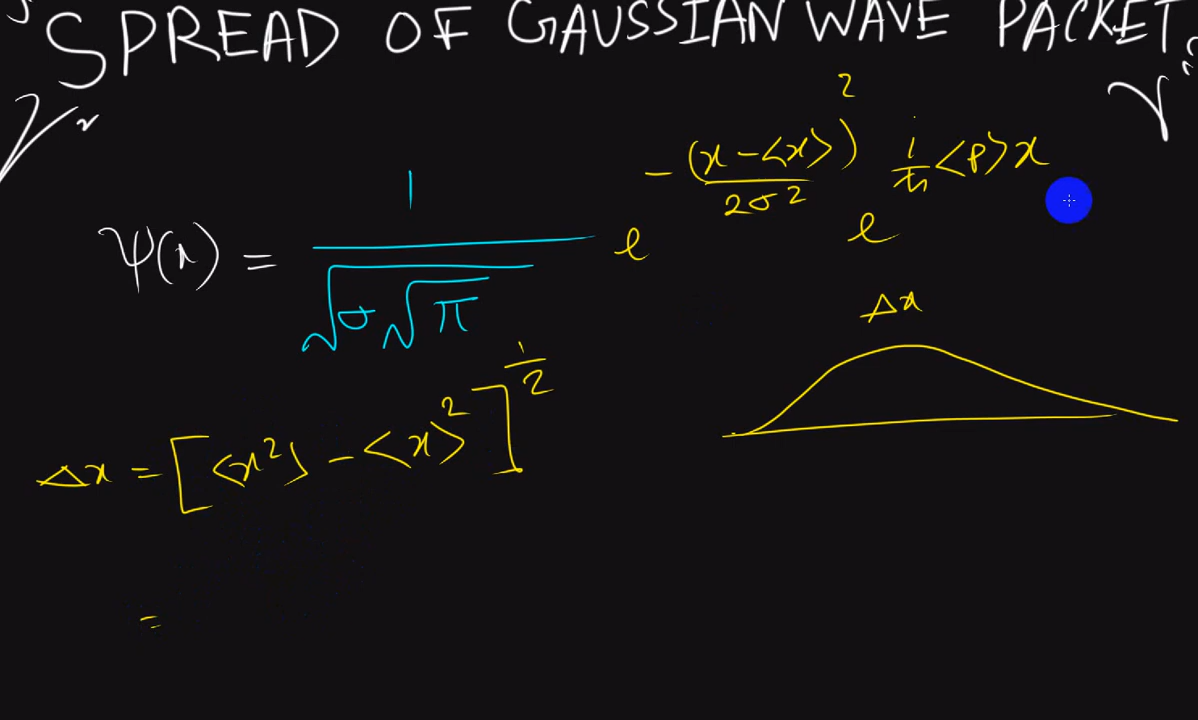 SPREAD OF GAUSSIAN WAVE PACKET
ψ(x) = 1 / √(σ√π) e^(-(x-<x>)²/2σ²) e^(i/ħ <p>x)
Δx
Δx = [<x²> - <x>²]^(1/2)
=